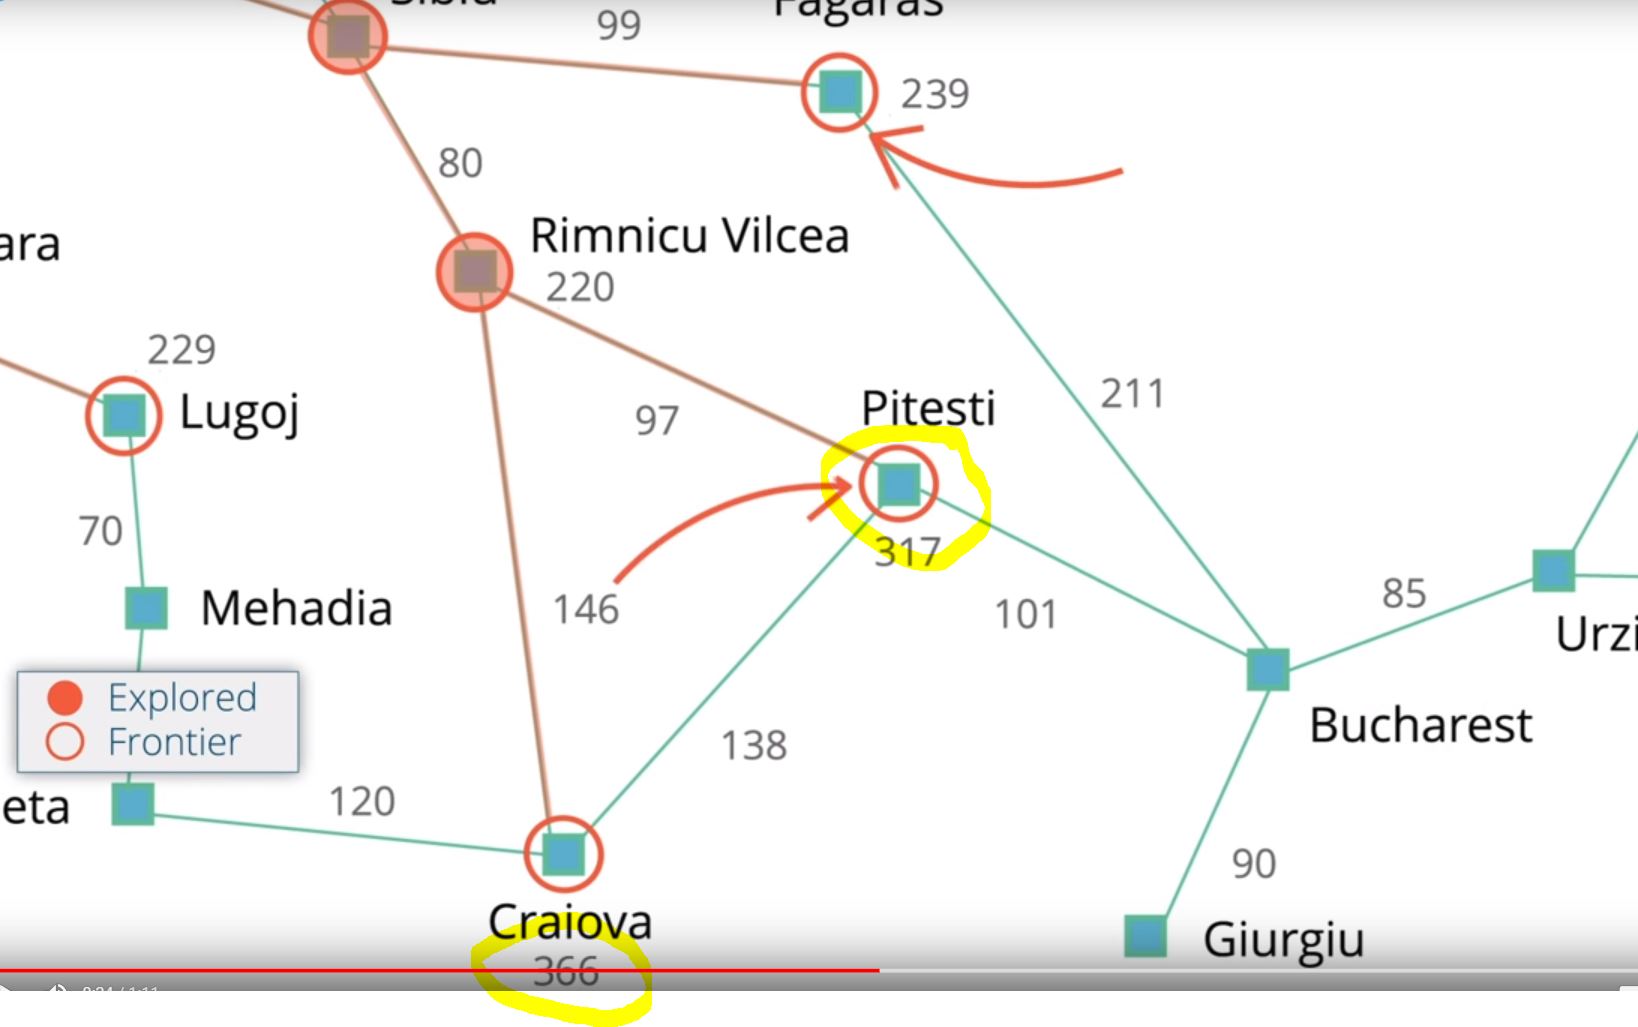 Sibiu
99
Fagaras
239
80
Rimnicu Vilcea
220
ara
229
Lugoj
97
Pitesti
211
317
70
146
101
85
Mehadia
Urzi
Explored
Frontier
Bucharest
138
eta
120
90
Craiova
Giurgiu
366